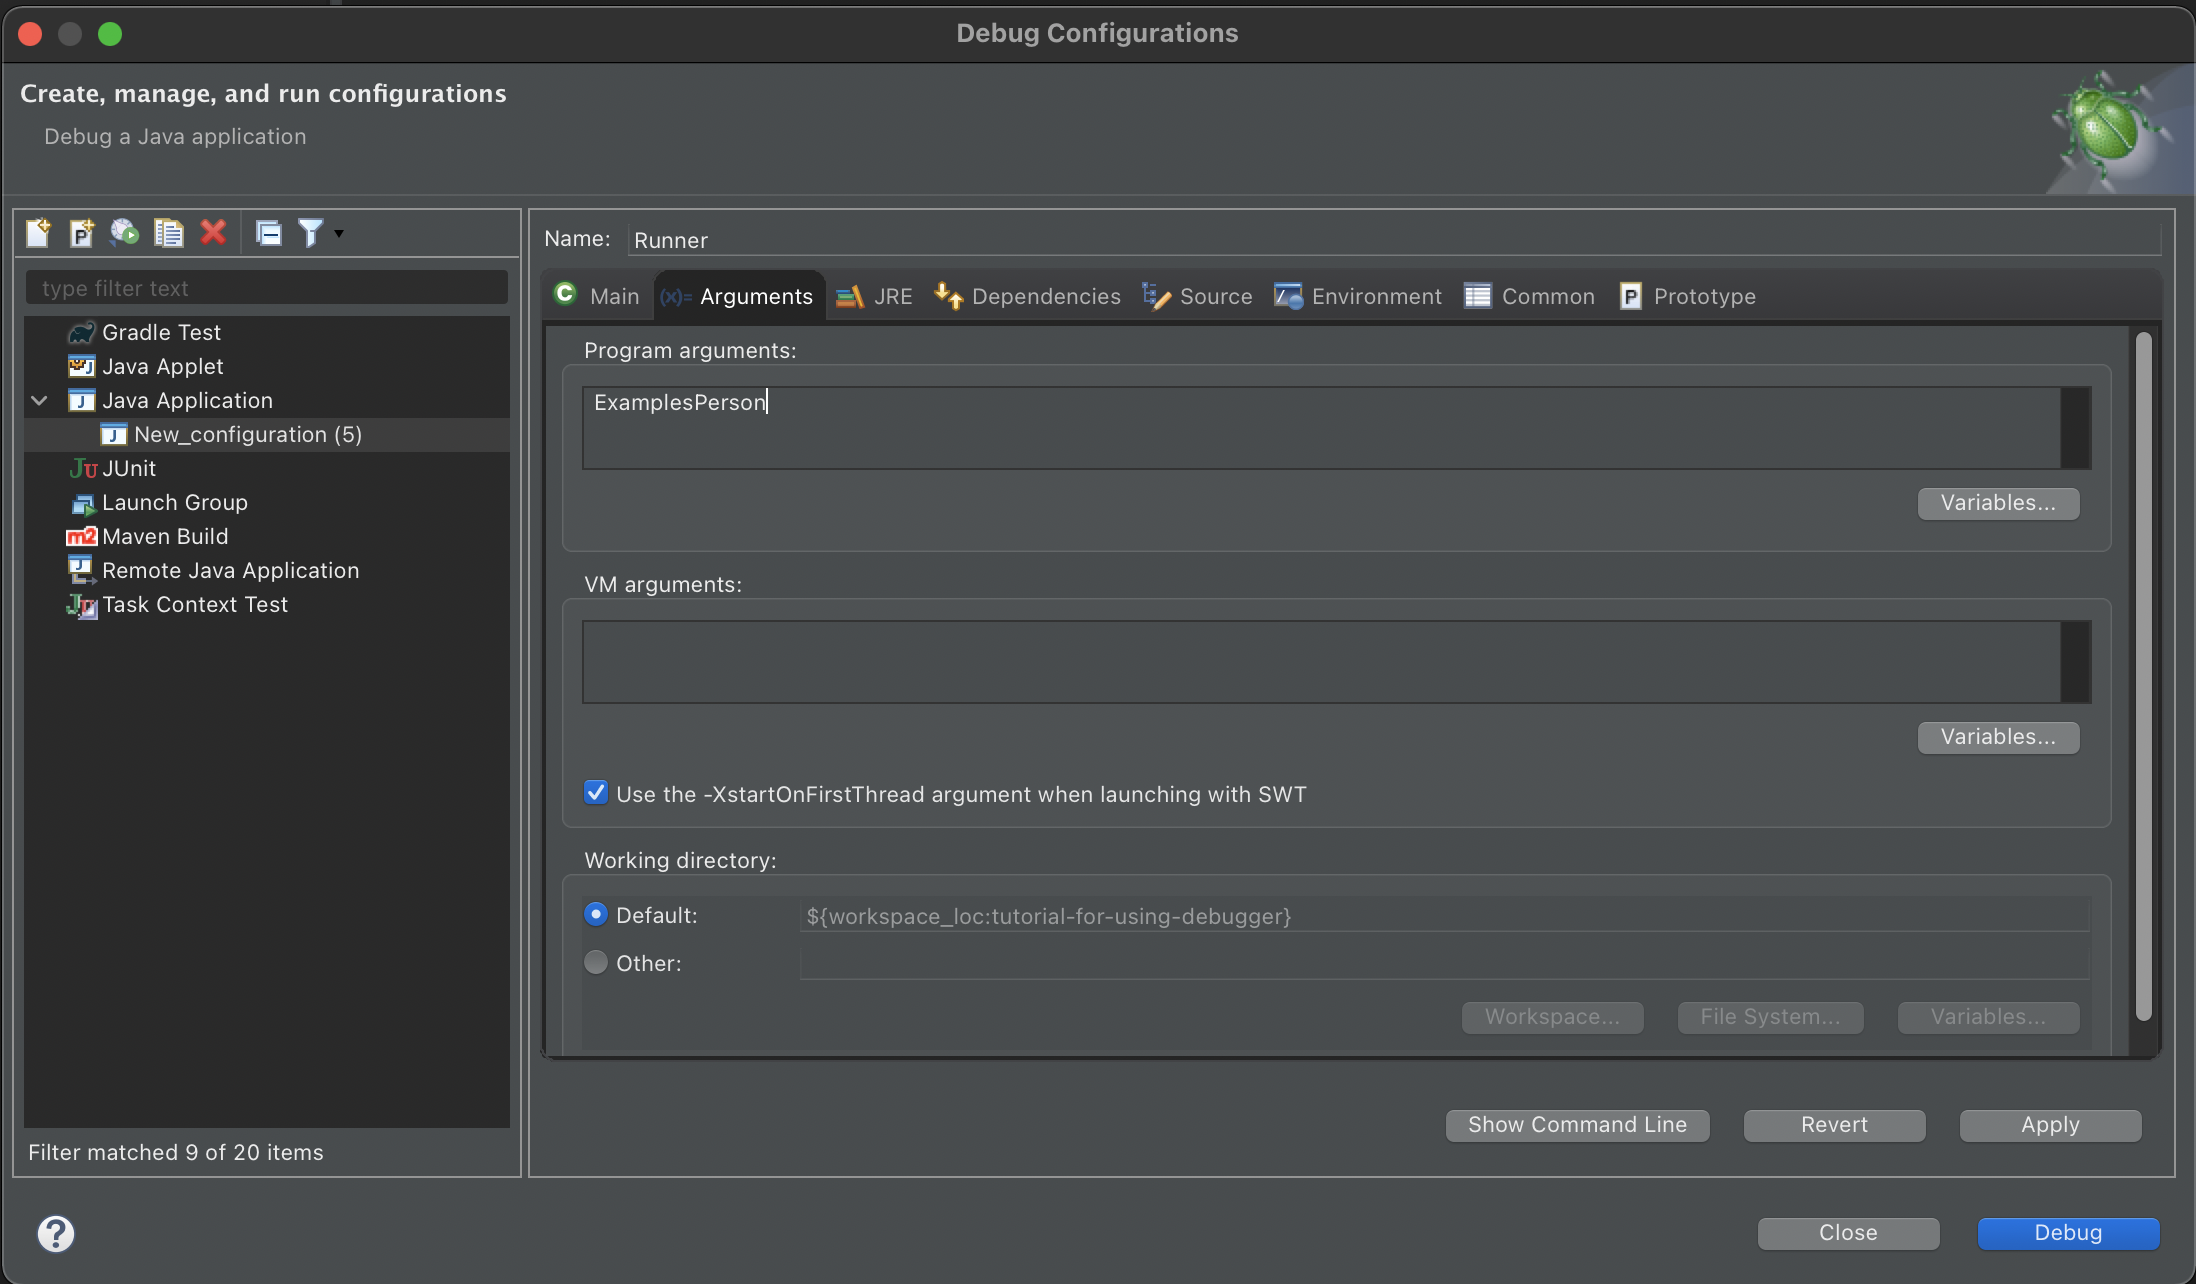 Debug Configurations
Create, manage, and run configurations
Debug a Java application
type filter text
Gradle Test
Java Applet
Java Application
New_configuration (5)
JUnit
Launch Group
Maven Build
Remote Java Application
Task Context Test
Filter matched 9 of 20 items
Name: Runner
Main Arguments JRE Dependencies Source Environment Common Prototype
Program arguments:
ExamplesPerson
Variables...
VM arguments:
Variables...
Use the -XstartOnFirstThread argument when launching with SWT
Working directory:
Default: ${workspace_loc:tutorial-for-using-debugger}
Other:
Workspace... File System... Variables...
Show Command Line Revert Apply
Close Debug